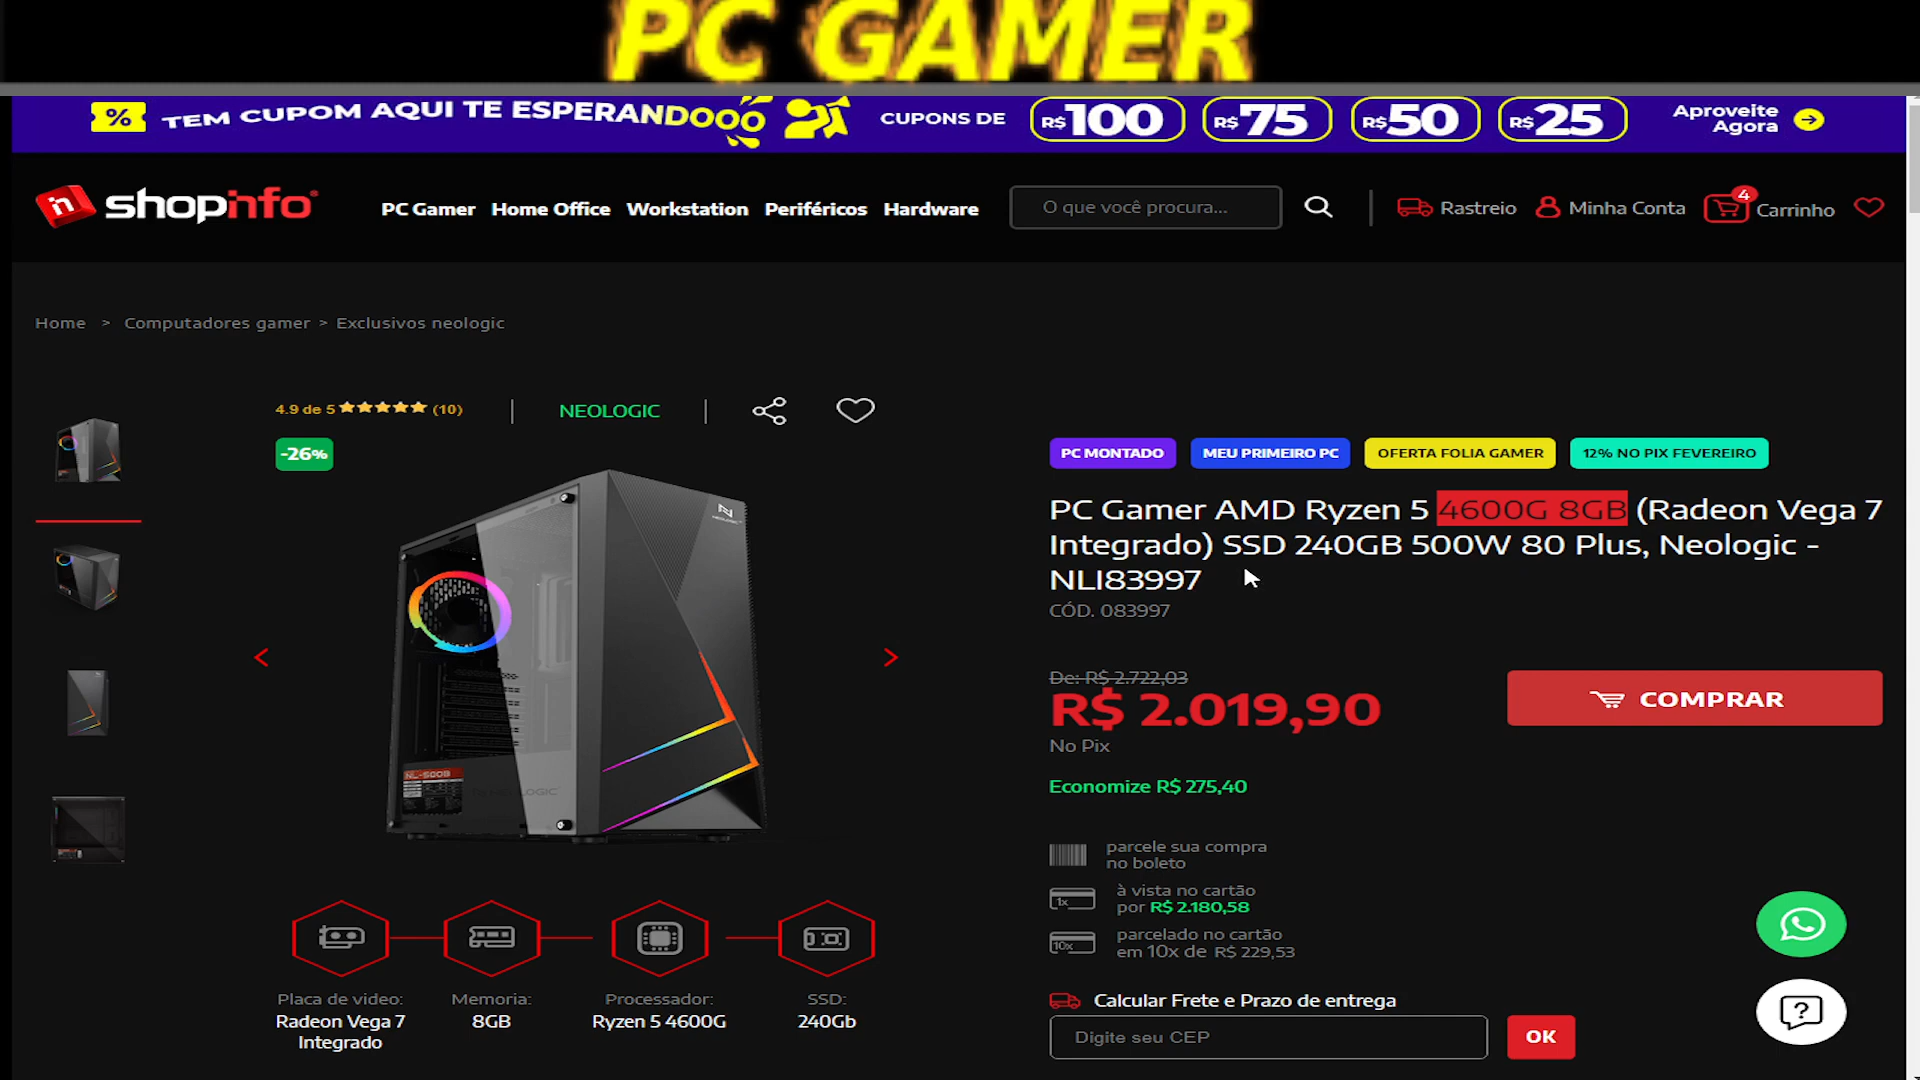 PC GAMER
% TEM CUPOM AQUI TE ESPERANDOOO CUPONS DE R$100 R$75 R$50 R$25 Aproveite
Agora
shopinfo
PC Gamer Home Office Workstation Periféricos Hardware O que você procura... Rastreio Minha Conta 4 Carrinho
Home > Computadores gamer > Exclusivos neologic
4.9 de 5 (10) | NEOLOGIC |
-26%
PC MONTADO MEU PRIMEIRO PC OFERTA FOLIA GAMER 12% NO PIX FEVEREIRO
PC Gamer AMD Ryzen 5 4600G 8GB (Radeon Vega 7
Integrado) SSD 240GB 500W 80 Plus, Neologic -
NLI83997
CÓD. 083997
De: R$ 2.722,03
R$ 2.019,90
No Pix
COMPRAR
Economize R$ 275,40
parcele sua compra
no boleto
1x à vista no cartão
por R$ 2.180,58
10x parcelado no cartão
em 10x de R$ 229,53
NL-500B
Placa de video:
Radeon Vega 7
Integrado
Memoria:
8GB
Processador:
Ryzen 5 4600G
SSD:
240Gb
Calcular Frete e Prazo de entrega
Digite seu CEP OK